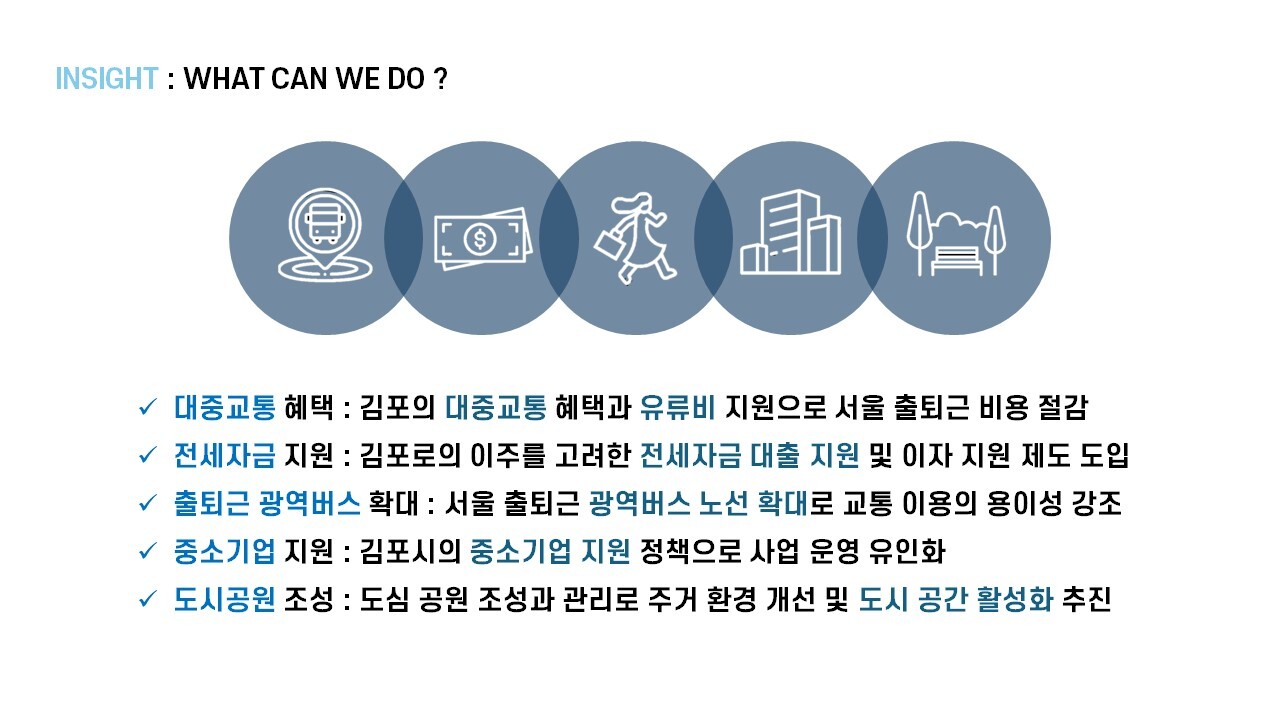 INSIGHT : WHAT CAN WE DO ?
$
✓ 대중교통 혜택 : 김포의 대중교통 혜택과 유류비 지원으로 서울 출퇴근 비용 절감
✓ 전세자금 지원 : 김포로의 이주를 고려한 전세자금 대출 지원 및 이자 지원 제도 도입
✓ 출퇴근 광역버스 확대 : 서울 출퇴근 광역버스 노선 확대로 교통 이용의 용이성 강조
✓ 중소기업 지원 : 김포시의 중소기업 지원 정책으로 사업 운영 유인화
✓ 도시공원 조성 : 도심 공원 조성과 관리로 주거 환경 개선 및 도시 공간 활성화 추진